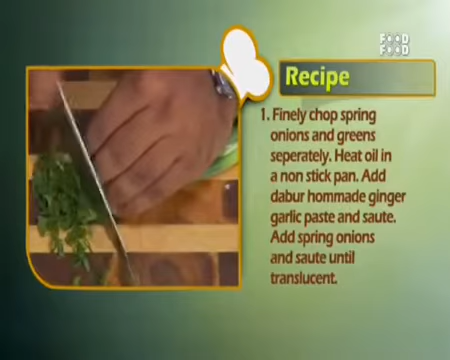 FOOD
FOOD
Recipe
1. Finely chop spring
onions and greens
seperately. Heat oil in
a non stick pan. Add
dabur hommade ginger
garlic paste and saute.
Add spring onions
and saute until
translucent.